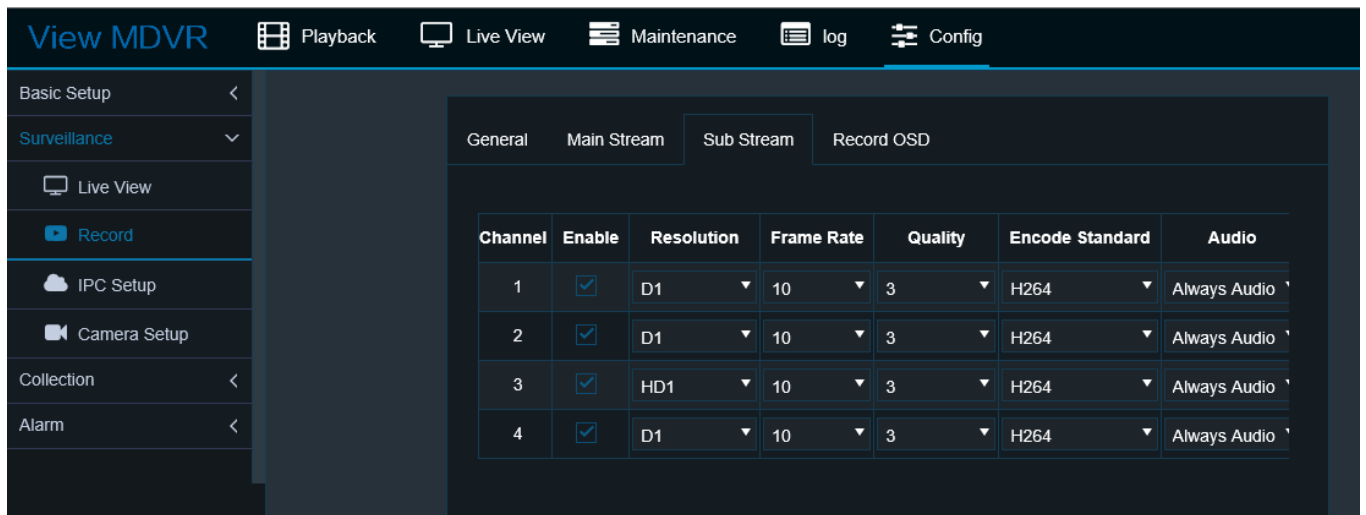 View MDVR Playback Live View Maintenance log Config
Basic Setup
Surveillance
Live View
Record
IPC Setup
Camera Setup
Collection
Alarm
General Main Stream Sub Stream Record OSD
Channel Enable Resolution Frame Rate Quality Encode Standard Audio
1 D1 10 3 H264 Always Audio
2 D1 10 3 H264 Always Audio
3 HD1 10 3 H264 Always Audio
4 D1 10 3 H264 Always Audio